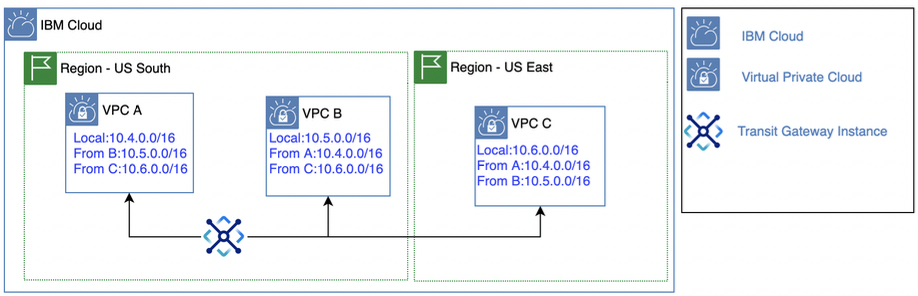 IBM Cloud
Region - US South
Region - US East
VPC A
Local:10.4.0.0/16
From B:10.5.0.0/16
From C:10.6.0.0/16
VPC B
Local:10.5.0.0/16
From A:10.4.0.0/16
From C:10.6.0.0/16
VPC C
Local:10.6.0.0/16
From A:10.4.0.0/16
From B:10.5.0.0/16
IBM Cloud
Virtual Private Cloud
Transit Gateway Instance